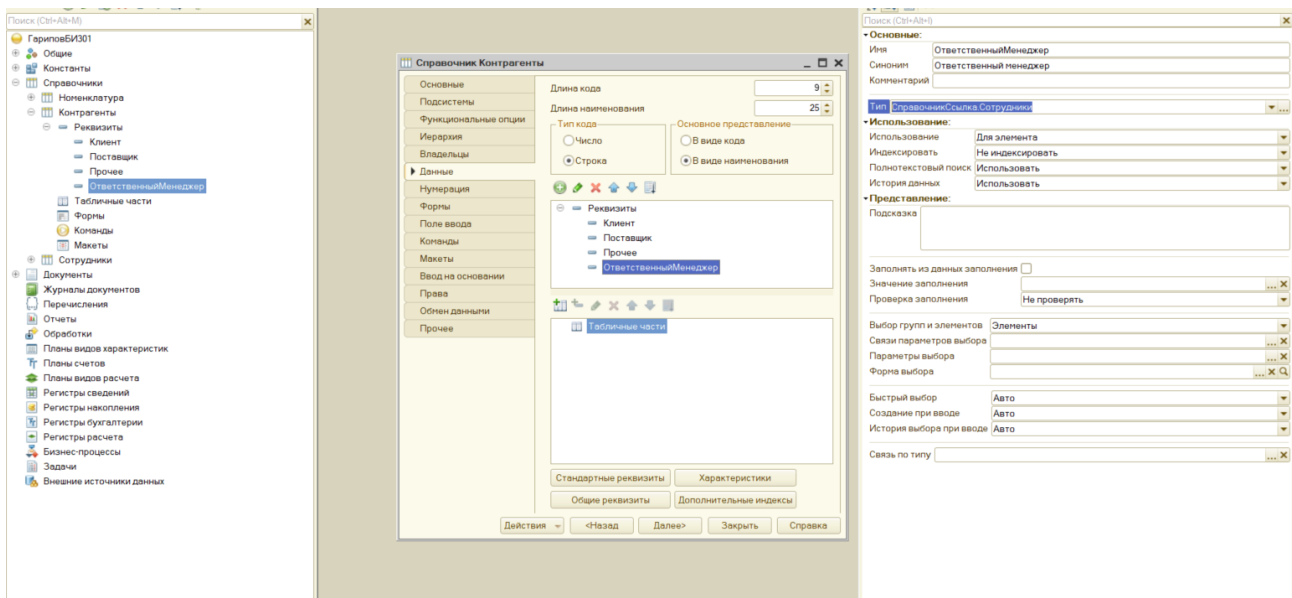 Поиск (Ctrl+Alt+M)
ГариповБИ301
Общие
Константы
Справочники
Номенклатура
Контрагенты
Реквизиты
Клиент
Поставщик
Прочее
ОтветственныйМенеджер
Табличные части
Формы
Команды
Макеты
Сотрудники
Документы
Журналы документов
Перечисления
Отчеты
Обработки
Планы видов характеристик
Планы счетов
Планы видов расчета
Регистры сведений
Регистры накопления
Регистры бухгалтерии
Регистры расчета
Бизнес-процессы
Задачи
Внешние источники данных
Справочник Контрагенты
Основные
Подсистемы
Функциональные опции
Иерархия
Владельцы
Данные
Нумерация
Формы
Поле ввода
Команды
Макеты
Ввод на основании
Права
Обмен данными
Прочее
Длина кода 9
Длина наименования 25
Тип кода Основное представление
Число В виде кода
Строка В виде наименования
Реквизиты
Клиент
Поставщик
Прочее
ОтветственныйМенеджер
Табличные части
Стандартные реквизиты Характеристики
Общие реквизиты Дополнительные индексы
Действия <Назад Далее> Закрыть Справка
Поиск (Ctrl+Alt+I)
Основные:
Имя ОтветственныйМенеджер
Синоним Ответственный менеджер
Комментарий
Тип СправочникСсылка.Сотрудники
Использование:
Использование Для элемента
Индексировать Не индексировать
Полнотекстовый поиск Использовать
История данных Использовать
Представление:
Подсказка
Заполнять из данных заполнения
Значение заполнения
Проверка заполнения Не проверять
Выбор групп и элементов Элементы
Связи параметров выбора
Параметры выбора
Форма выбора
Быстрый выбор Авто
Создание при вводе Авто
История выбора при вводе Авто
Связь по типу